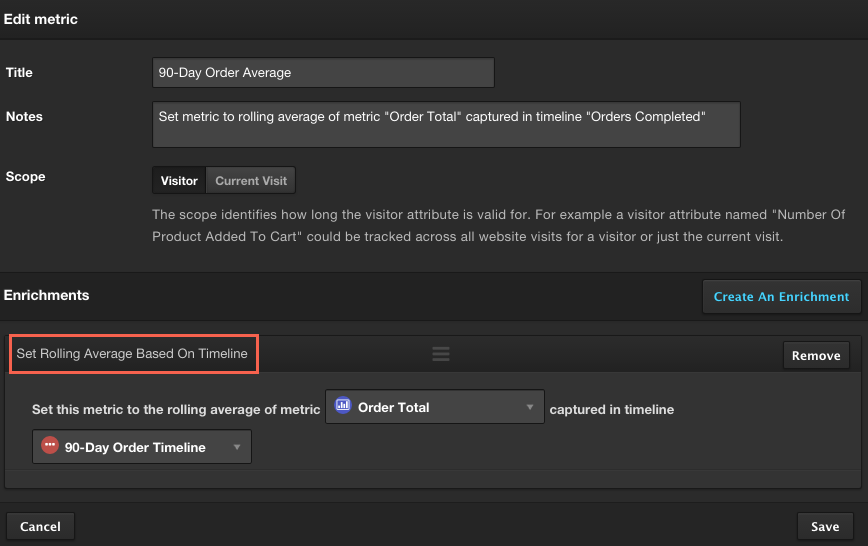 Edit metric
Title
90-Day Order Average
Notes
Set metric to rolling average of metric "Order Total" captured in timeline "Orders Completed"
Scope
Visitor Current Visit
The scope identifies how long the visitor attribute is valid for. For example a visitor attribute named "Number Of
Product Added To Cart" could be tracked across all website visits for a visitor or just the current visit.
Enrichments
Create An Enrichment
Set Rolling Average Based On Timeline
Remove
Set this metric to the rolling average of metric Order Total captured in timeline
90-Day Order Timeline
Cancel
Save